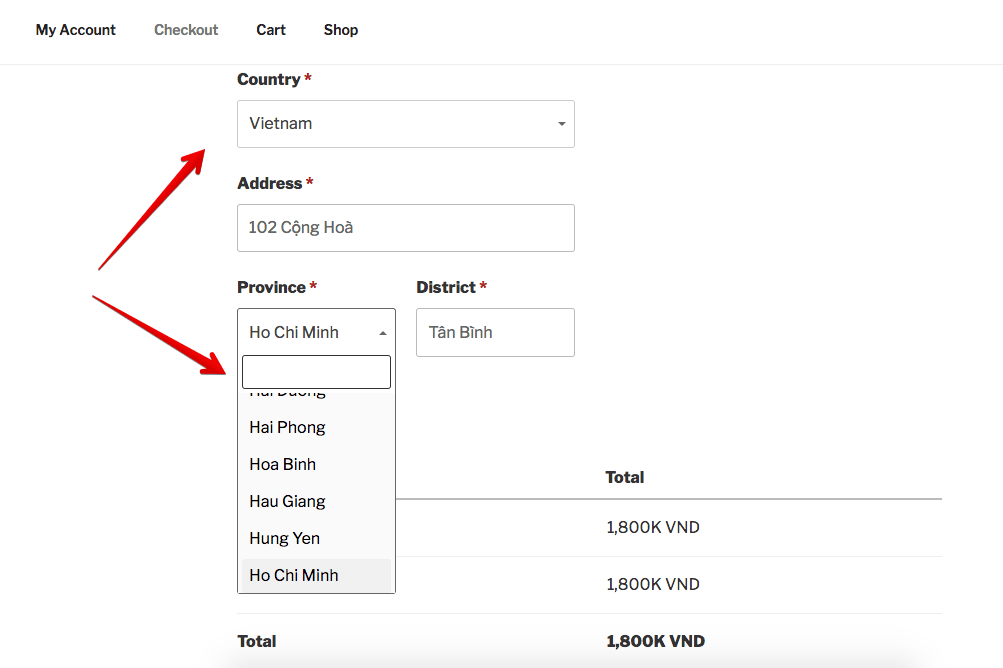 My Account Checkout Cart Shop
Country *
Vietnam
Address *
102 Cộng Hoà
Province * District *
Ho Chi Minh Tân Bình
Hai Duong
Hai Phong
Hoa Binh
Total
Hau Giang
1,800K VND
Hung Yen
Ho Chi Minh
1,800K VND
Total 1,800K VND